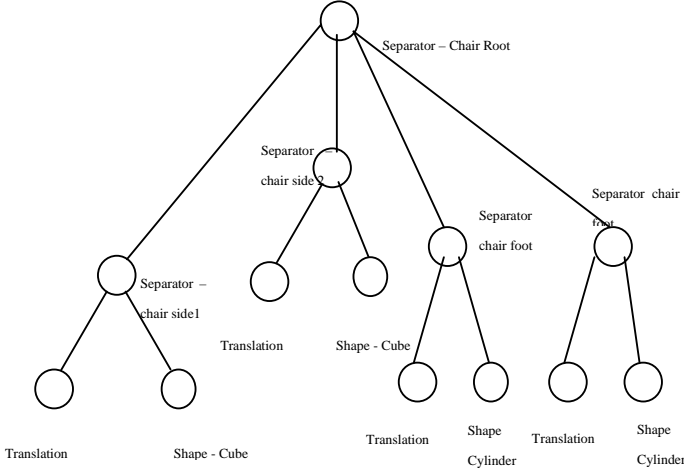 Separator – Chair Root
Separator –
chair side 2
Separator chair
foot
Separator
chair foot
Separator –
chair side1
Translation
Shape - Cube
Translation
Shape
Cylinder
Translation
Shape
Cylinder
Translation
Shape - Cube